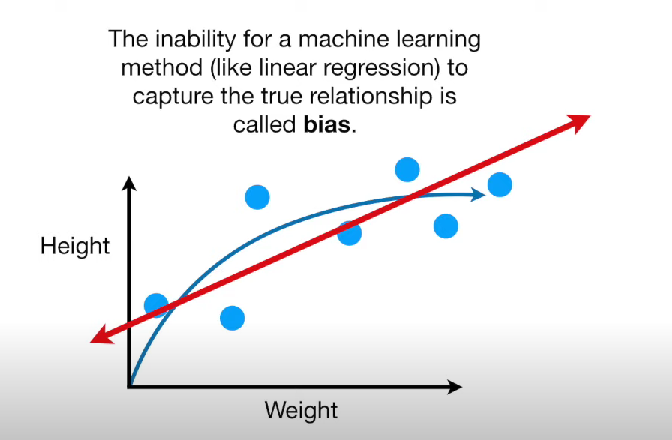 The inability for a machine learning
method (like linear regression) to
capture the true relationship is
called bias.
Height
Weight